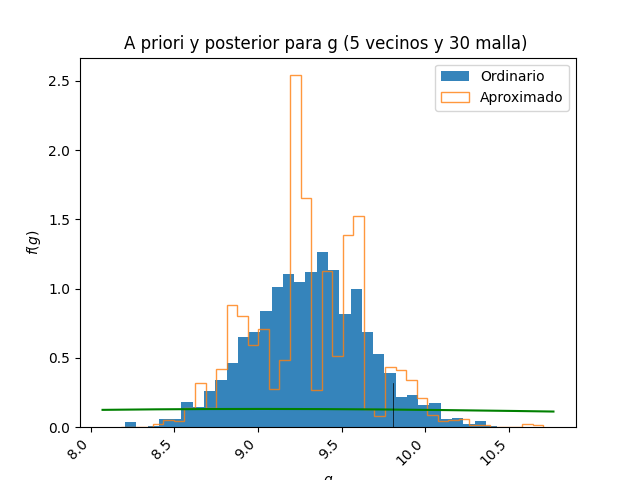 A priori y posterior para g (5 vecinos y 30 malla)
Ordinario
Aproximado
f(g)
2.5
2.0
1.5
1.0
0.5
0.0
8.0 8.5 9.0 9.5 10.0 10.5
g